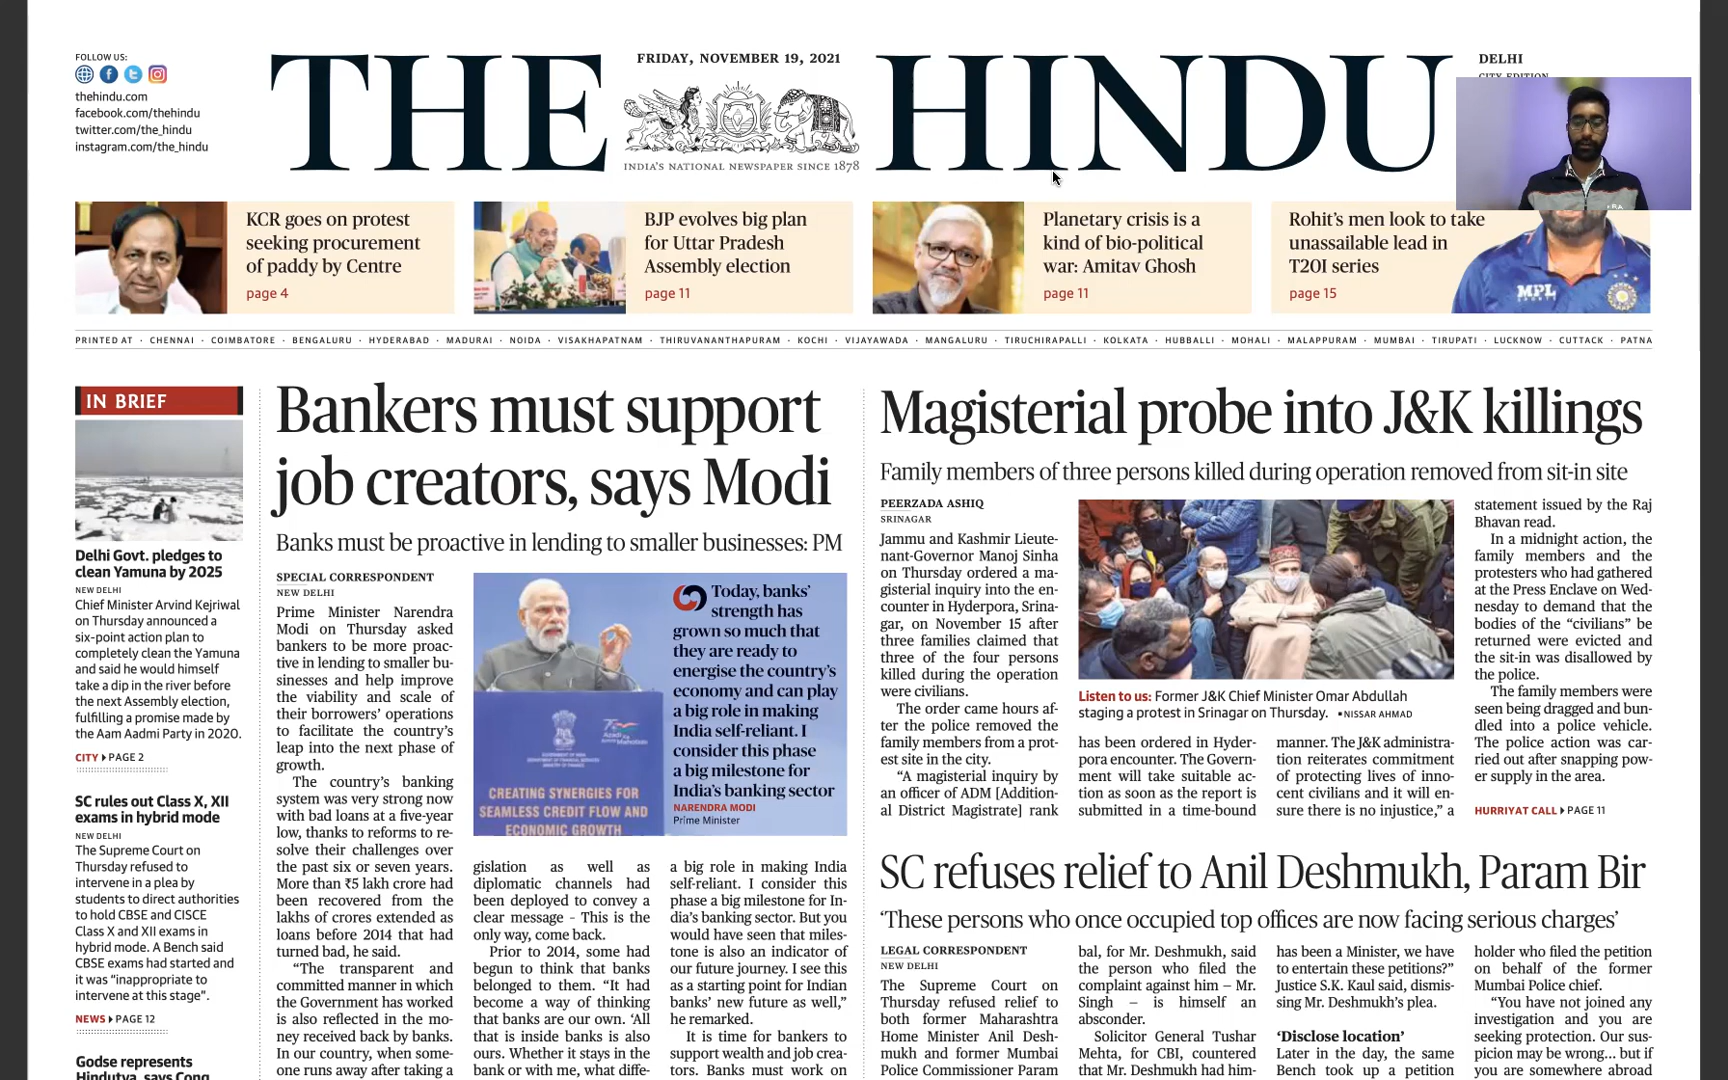 FOLLOW US:
thehindu.com
facebook.com/thehindu
twitter.com/the_hindu
instagram.com/the_hindu
THE HINDU
FRIDAY, NOVEMBER 19, 2021
INDIA'S NATIONAL NEWSPAPER SINCE 1878
DELHI
CITY EDITION
KCR goes on protest
seeking procurement
of paddy by Centre
page 4
BJP evolves big plan
for Uttar Pradesh
Assembly election
page 11
Planetary crisis is a
kind of bio-political
war: Amitav Ghosh
page 11
Rohit's men look to take
unassailable lead in
T20I series
page 15
MPL
SPORTS
PRINTED AT · CHENNAI · COIMBATORE · BENGALURU · HYDERABAD · MADURAI · NOIDA · VISAKHAPATNAM · THIRUVANANTHAPURAM · KOCHI · VIJAYAWADA · MANGALURU · TIRUCHIRAPALLI · KOLKATA · HUBBALLI · MOHALI · MALAPPURAM · MUMBAI · TIRUPATI · LUCKNOW · CUTTACK · PATNA
IN BRIEF
Delhi Govt. pledges to
clean Yamuna by 2025
NEW DELHI
Chief Minister Arvind Kejriwal
on Thursday announced a
six-point action plan to
completely clean the Yamuna
and said he would himself
take a dip in the river before
the next Assembly election,
fulfilling a promise made by
the Aam Aadmi Party in 2020.
CITY PAGE 2
SC rules out Class X, XII
exams in hybrid mode
NEW DELHI
The Supreme Court on
Thursday refused to
intervene in a plea by
students to direct authorities
to hold CBSE and CISCE
Class X and XII exams in
hybrid mode. A Bench said
CBSE exams had started and
it was "inappropriate to
intervene at this stage".
NEWS PAGE 12
Godse represents
Hindutva, says Cong.
Bankers must support
job creators, says Modi
Banks must be proactive in lending to smaller businesses: PM
SPECIAL CORRESPONDENT
NEW DELHI
Prime Minister Narendra
Modi on Thursday asked
bankers to be more proac-
tive in lending to smaller bu-
sinesses and help improve
the viability and scale of
their borrowers' operations
to facilitate the country's
leap into the next phase of
growth.
The country's banking
system was very strong now
with bad loans at a five-year
low, thanks to reforms to re-
solve their challenges over
the past six or seven years.
More than ₹5 lakh crore had
been recovered from the
lakhs of crores extended as
loans before 2014 that had
turned bad, he said.
"The transparent and
committed manner in which
the Government has worked
is also reflected in the mo-
ney received back by banks.
In our country, when some-
one runs away after taking a
CREATING SYNERGIES FOR
SEAMLESS CREDIT FLOW AND
ECONOMIC GROWTH
Today, banks'
strength has
grown so much that
they are ready to
energise the country's
economy and can play
a big role in making
India self-reliant. I
consider this phase
a big milestone for
India's banking sector
NARENDRA MODI
Prime Minister
gislation as well as
diplomatic channels had
been deployed to convey a
clear message - This is the
only way, come back.
Prior to 2014, some had
begun to think that banks
belonged to them. "It had
become a way of thinking
that banks are our own. 'All
that is inside banks is also
ours. Whether it stays in the
bank or with me, what diffe-
a big role in making India
self-reliant. I consider this
phase a big milestone for In-
dia's banking sector. But you
would have seen that miles-
tone is also an indicator of
our future journey. I see this
as a starting point for Indian
banks' new future as well,"
he remarked.
It is time for bankers to
support wealth and job crea-
tors. Banks must work on
Magisterial probe into J&K killings
Family members of three persons killed during operation removed from sit-in site
PEERZADA ASHIQ
SRINAGAR
Jammu and Kashmir Lieute-
nant-Governor Manoj Sinha
on Thursday ordered a ma-
gisterial inquiry into the en-
counter in Hyderpora, Srina-
gar, on November 15 after
three families claimed that
three of the four persons
killed during the operation
were civilians.
The order came hours af-
ter the police removed the
family members from a prot-
est site in the city.
"A magisterial inquiry by
an officer of ADM [Addition-
al District Magistrate] rank
Listen to us: Former J&K Chief Minister Omar Abdullah
staging a protest in Srinagar on Thursday. ▪ NISSAR AHMAD
has been ordered in Hyder-
pora encounter. The Govern-
ment will take suitable ac-
tion as soon as the report is
submitted in a time-bound
manner. The J&K administra-
tion reiterates commitment
of protecting lives of inno-
cent civilians and it will en-
sure there is no injustice," a
statement issued by the Raj
Bhavan read.
In a midnight action, the
family members and the
protesters who had gathered
at the Press Enclave on Wed-
nesday to demand that the
bodies of the "civilians" be
returned were evicted and
the sit-in was disallowed by
the police.
The family members were
seen being dragged and bun-
dled into a police vehicle.
The police action was car-
ried out after snapping pow-
er supply in the area.
HURRIYAT CALL PAGE 11
SC refuses relief to Anil Deshmukh, Param Bir
'These persons who once occupied top offices are now facing serious charges'
LEGAL CORRESPONDENT
NEW DELHI
The Supreme Court on
Thursday refused relief to
both former Maharashtra
Home Minister Anil Desh-
mukh and former Mumbai
Police Commissioner Param
bal, for Mr. Deshmukh, said
the person who filed the
complaint against him – Mr.
Singh – is himself an
absconder.
Solicitor General Tushar
Mehta, for CBI, countered
that Mr. Deshmukh had him-
has been a Minister, we have
to entertain these petitions?"
Justice S.K. Kaul said, dismis-
sing Mr. Deshmukh's plea.
'Disclose location'
Later in the day, the same
Bench took up a petition
holder who filed the petition
on behalf of the former
Mumbai Police chief.
"You have not joined any
investigation and you are
seeking protection. Our sus-
picion may be wrong... but if
you are somewhere abroad